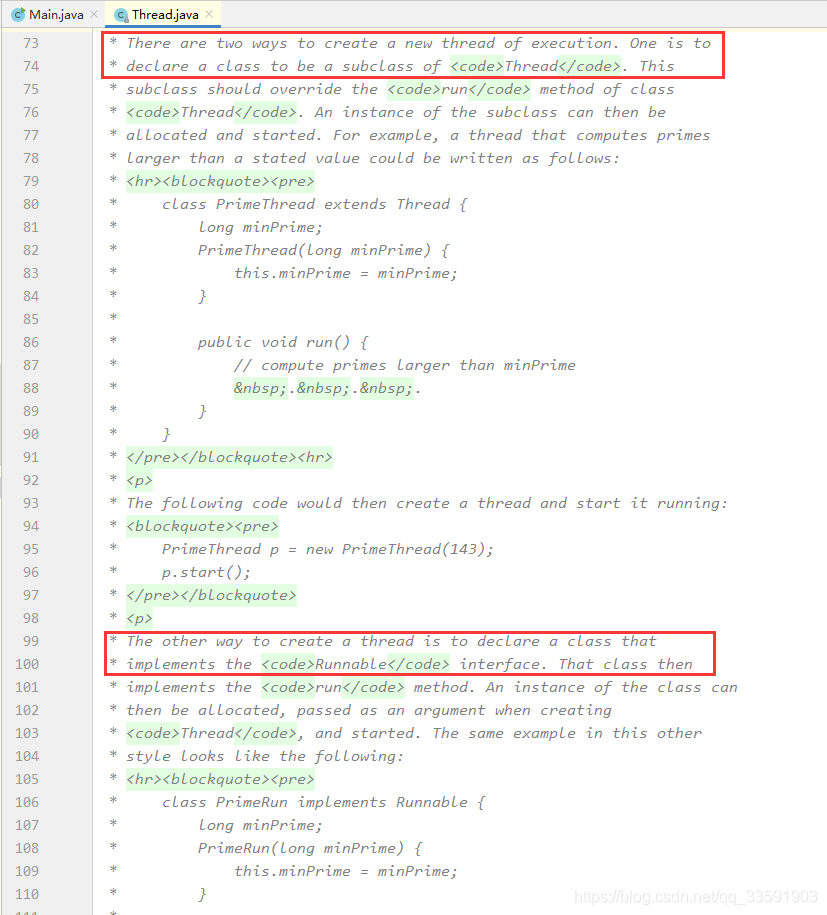 Main.java × Thread.java ×
73 * There are two ways to create a new thread of execution. One is to
74 * declare a class to be a subclass of <code>Thread</code>. This
75 * subclass should override the <code>run</code> method of class
76 * <code>Thread</code>. An instance of the subclass can then be
77 * allocated and started. For example, a thread that computes primes
78 * larger than a stated value could be written as follows:
79 * <hr><blockquote><pre>
80 *     class PrimeThread extends Thread {
81 *         long minPrime;
82 *         PrimeThread(long minPrime) {
83 *             this.minPrime = minPrime;
84 *         }
85 *
86 *         public void run() {
87 *             // compute primes larger than minPrime
88 *             &nbsp;.&nbsp;.&nbsp;.
89 *         }
90 *     }
91 * </pre></blockquote><hr>
92 * <p>
93 * The following code would then create a thread and start it running:
94 * <blockquote><pre>
95 *     PrimeThread p = new PrimeThread(143);
96 *     p.start();
97 * </pre></blockquote>
98 * <p>
99 * The other way to create a thread is to declare a class that
100 * implements the <code>Runnable</code> interface. That class then
101 * implements the <code>run</code> method. An instance of the class can
102 * then be allocated, passed as an argument when creating
103 * <code>Thread</code>, and started. The same example in this other
104 * style looks like the following:
105 * <hr><blockquote><pre>
106 *     class PrimeRun implements Runnable {
107 *         long minPrime;
108 *         PrimeRun(long minPrime) {
109 *             this.minPrime = minPrime;
110 *         }
https://blog.csdn.net/qq_33591903